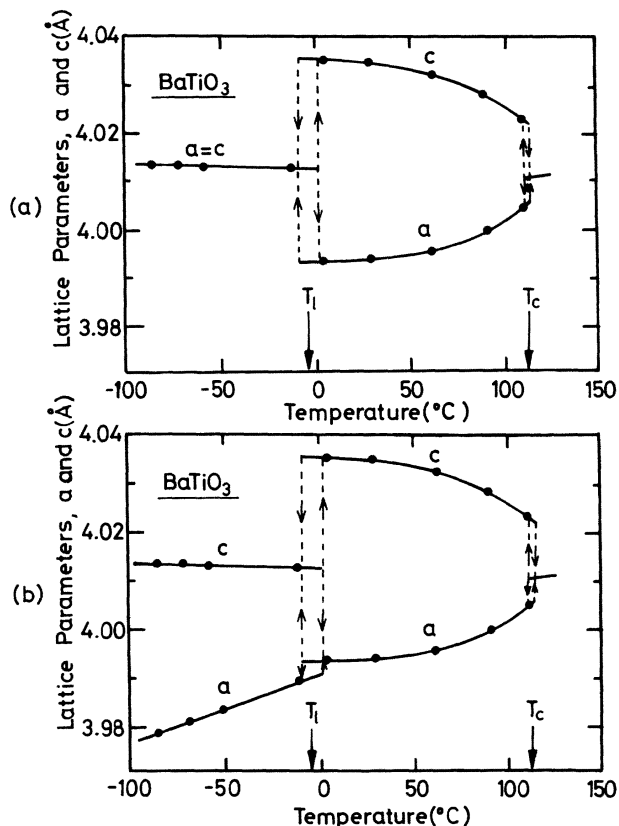 (a)
Lattice Parameters, a and c(Å)
4.04
4.02
4.00
3.98
BaTiO3
a=c
c
a
Tl
Tc
-100
-50
0
50
100
150
Temperature(°C)
(b)
Lattice Parameters, a and c(Å)
4.04
4.02
4.00
3.98
BaTiO3
c
c
a
a
Tl
Tc
-100
-50
0
50
100
150
Temperature(°C)